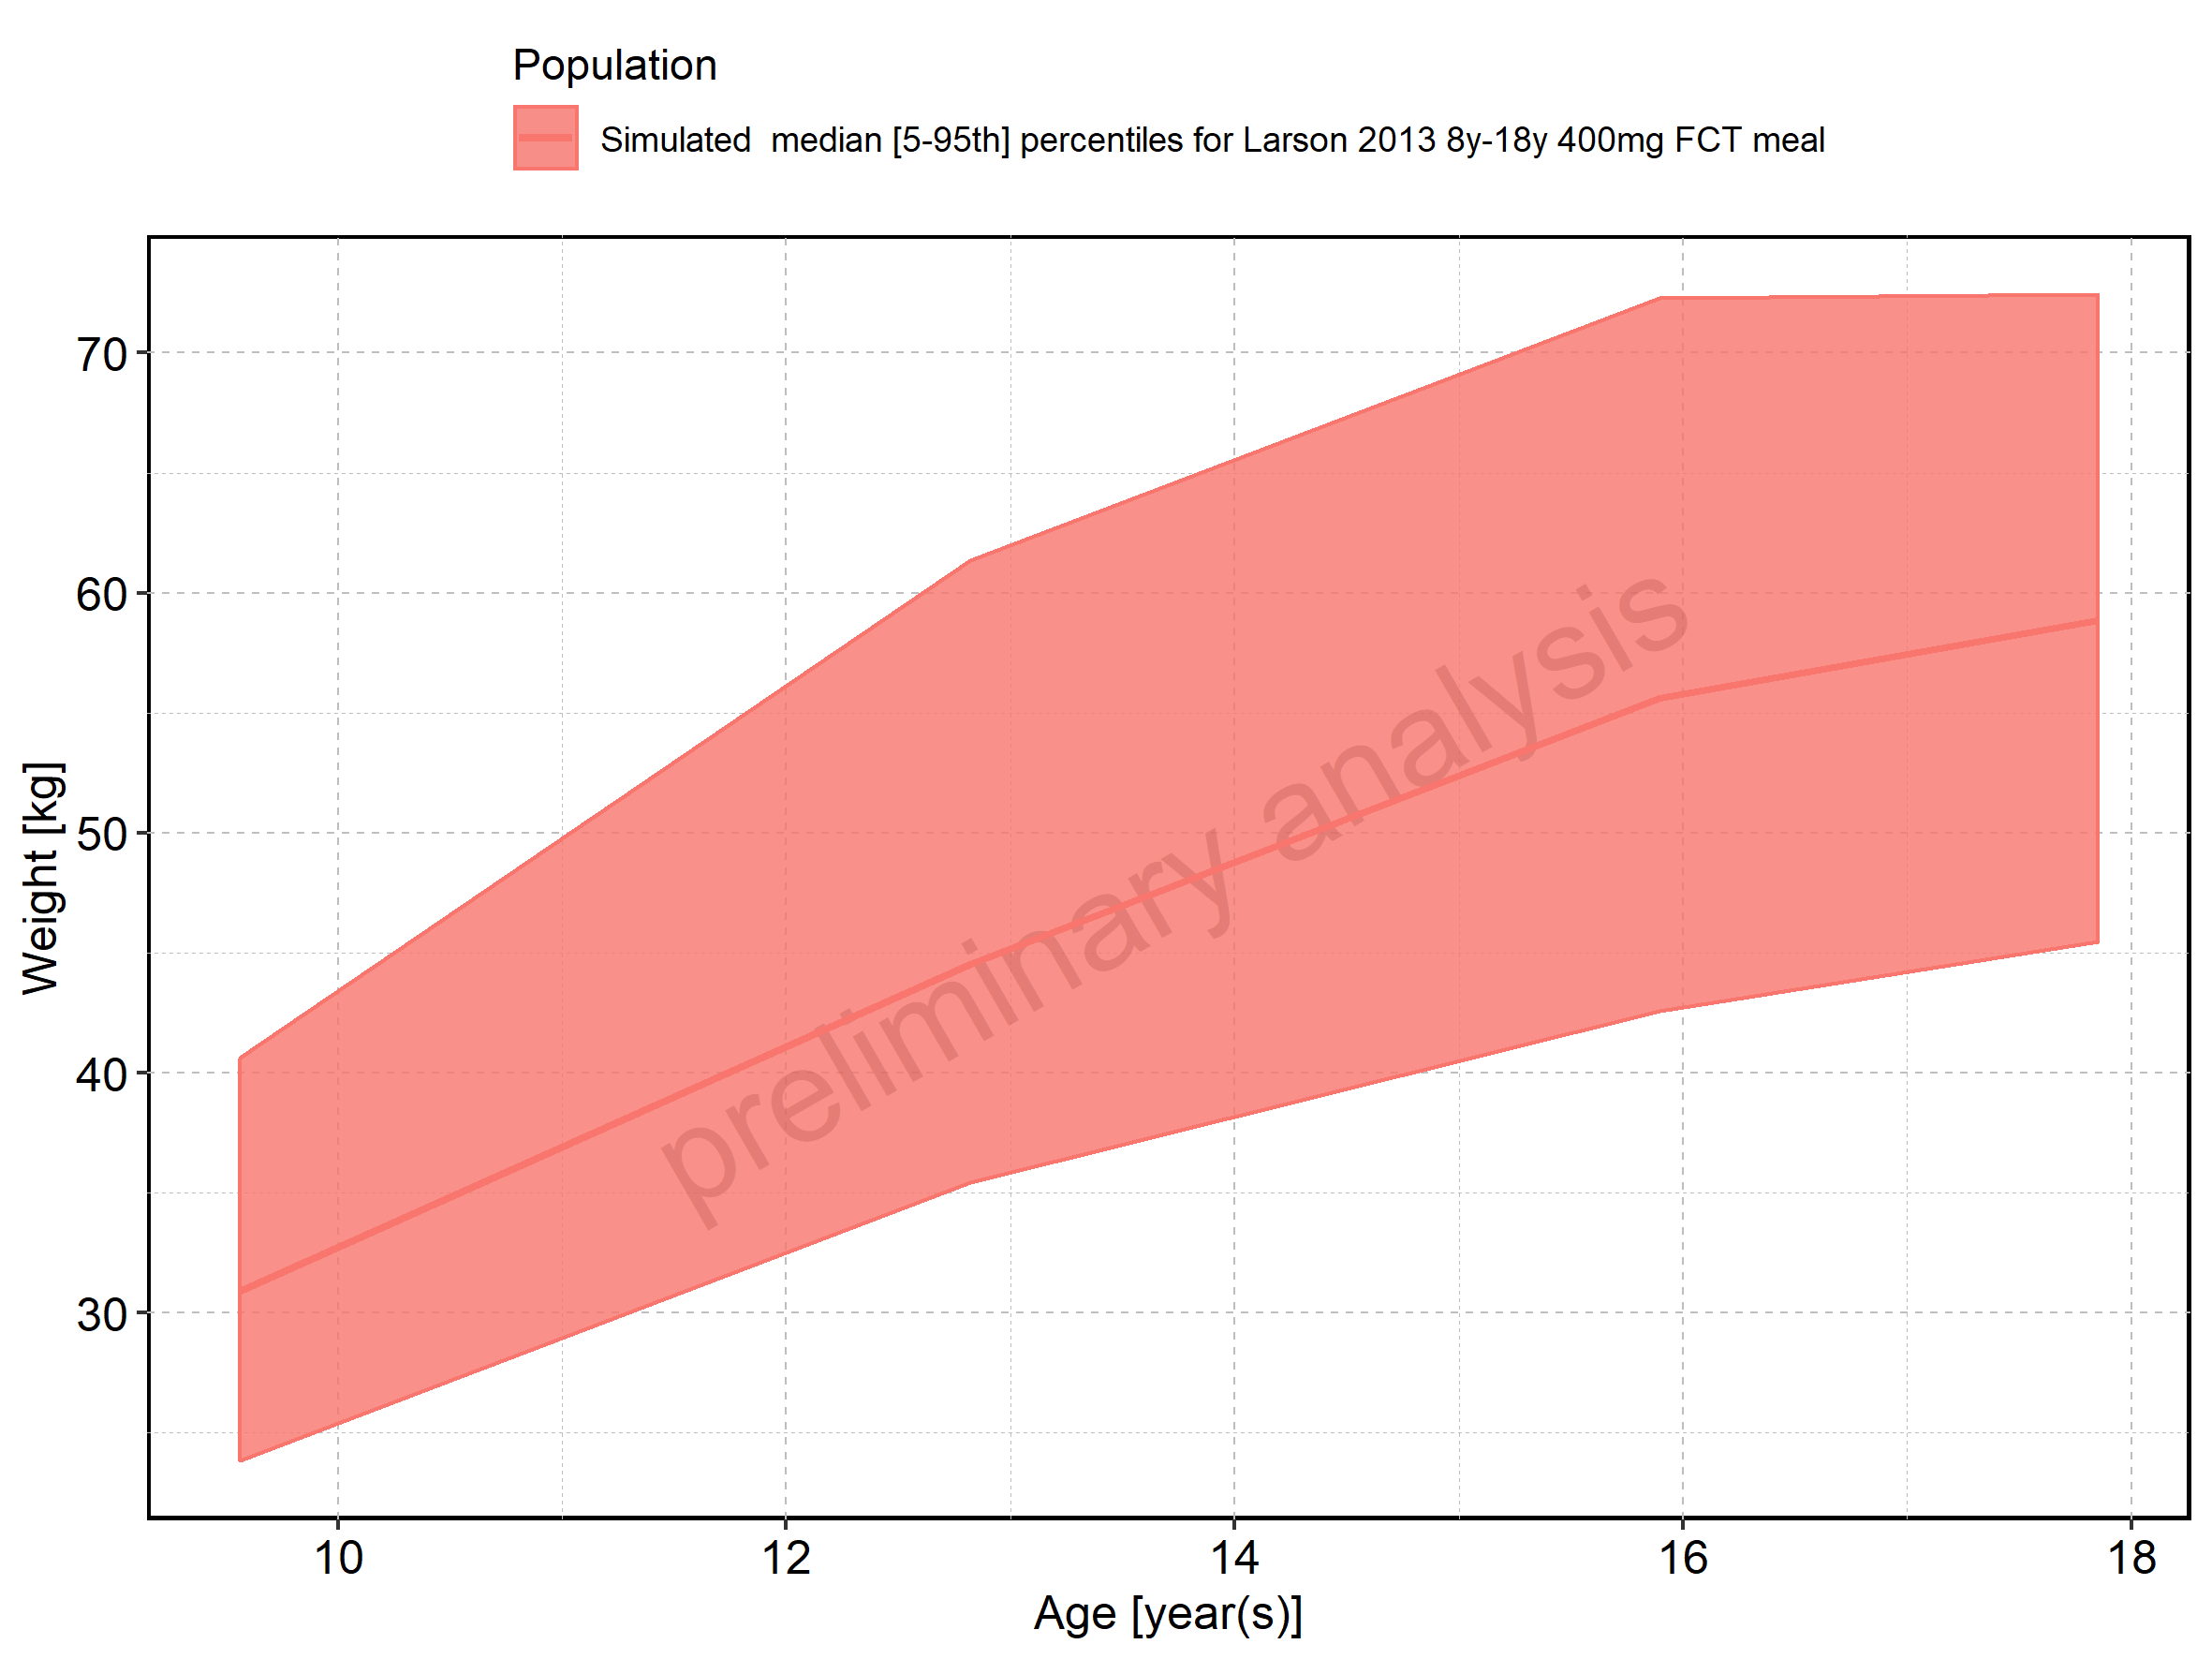 Population
Simulated  median [5-95th] percentiles for Larson 2013 8y-18y 400mg FCT meal
70
60
50
40
30
Weight [kg]
preliminary analysis
10 12 14 16 18
Age [year(s)]